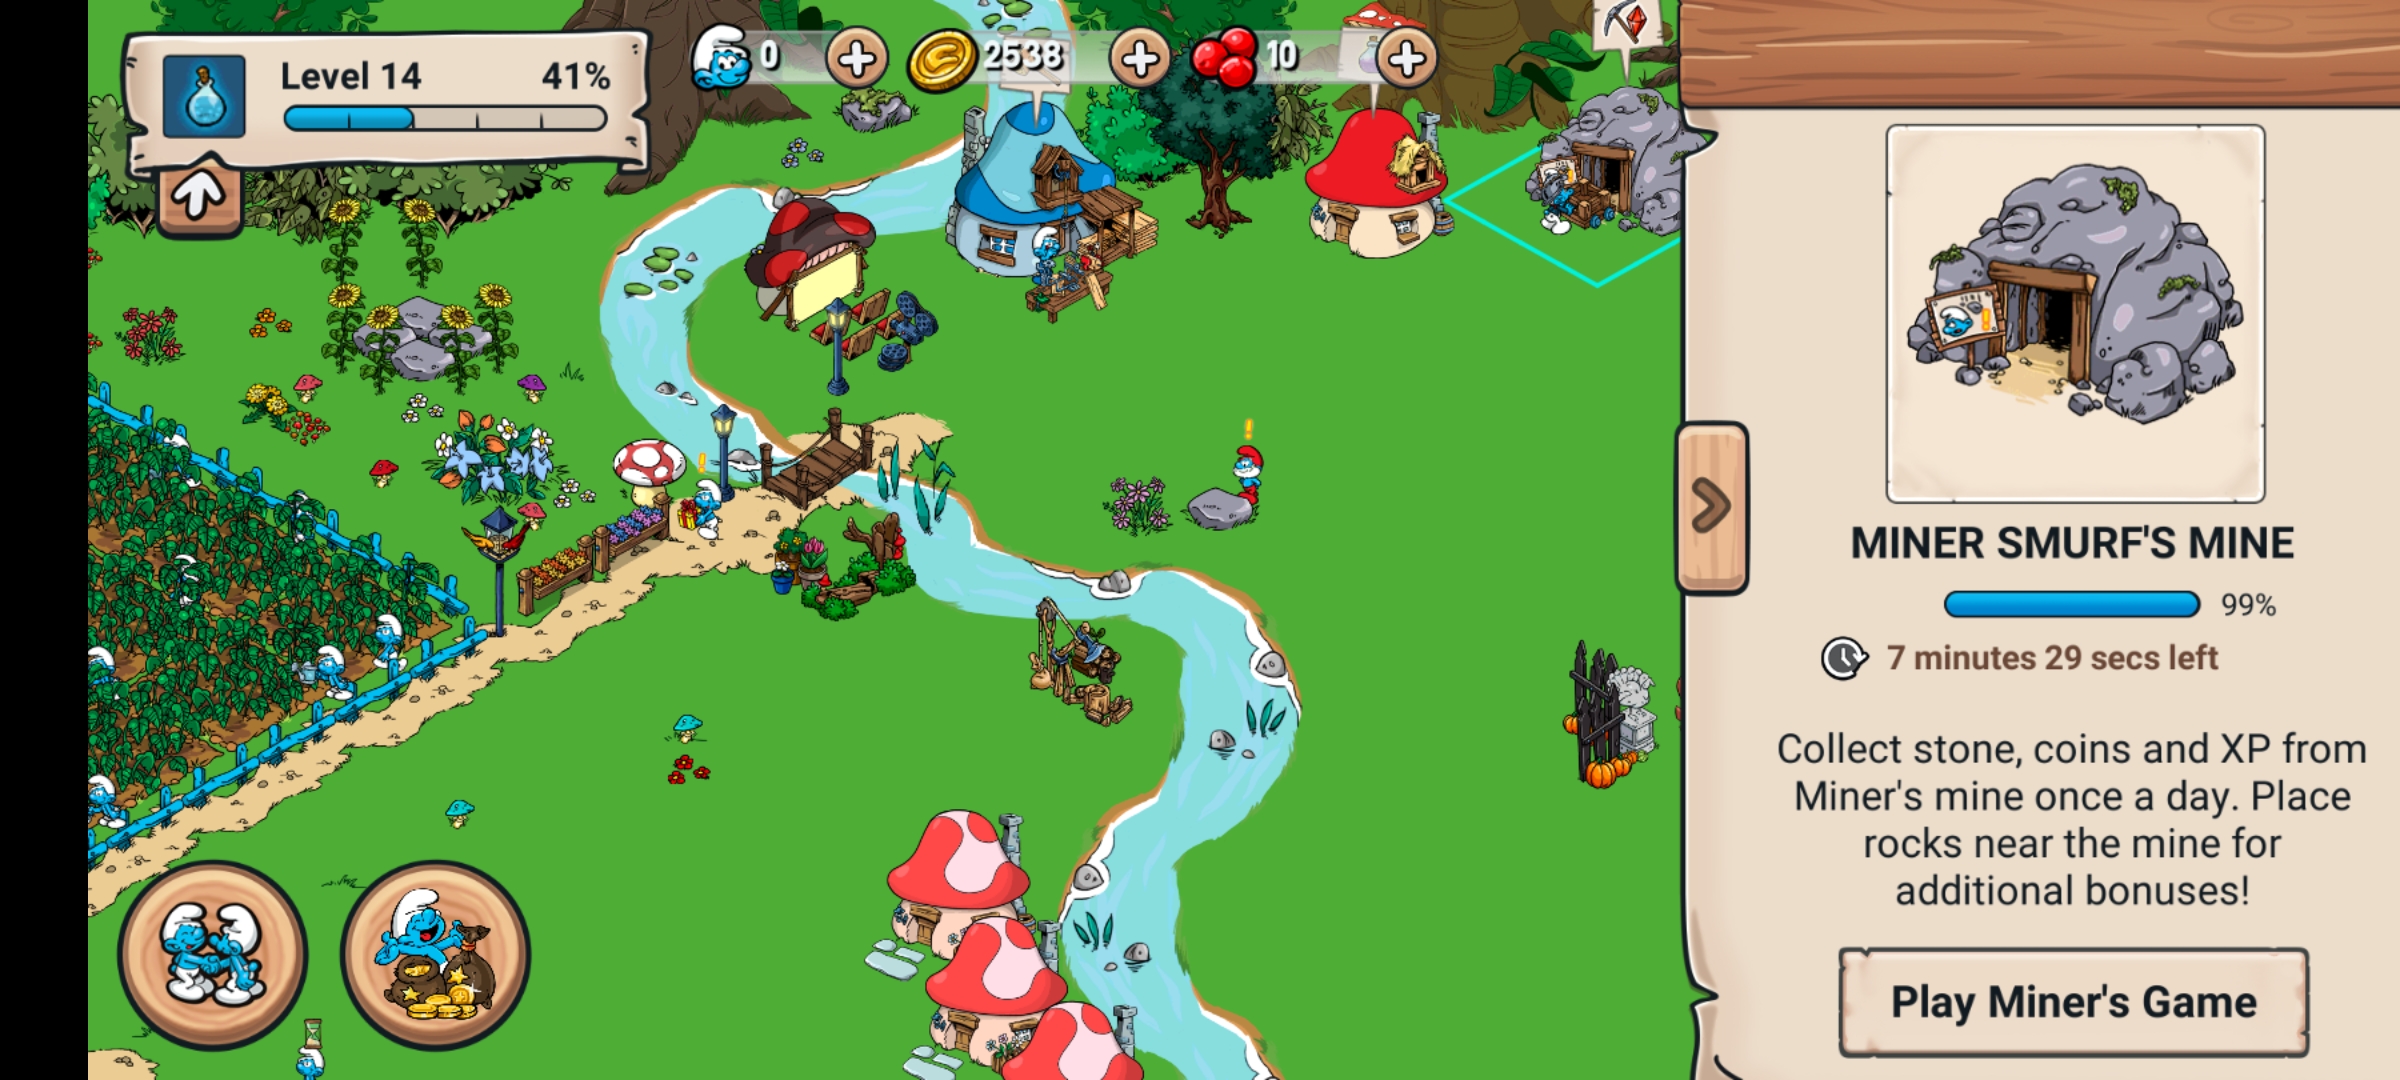 Level 14 41%
0 2538 10
MINER SMURF'S MINE
99%
7 minutes 29 secs left
Collect stone, coins and XP from
Miner's mine once a day. Place
rocks near the mine for
additional bonuses!
Play Miner's Game